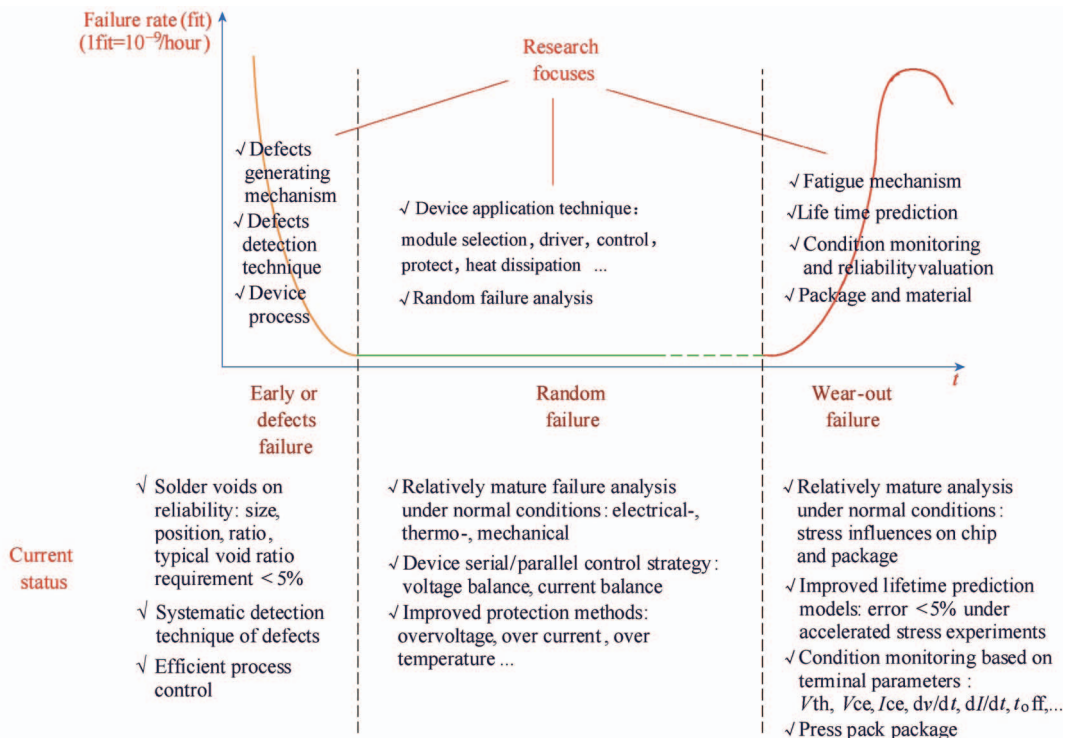 Failure rate (fit)
(1fit=10⁻⁹/hour)
Research
focuses
√ Defects
generating
mechanism
√ Defects
detection
technique
√ Device
process
√ Device application technique:
module selection, driver, control,
protect, heat dissipation ...
√ Random failure analysis
√ Fatigue mechanism
√Life time prediction
√ Condition monitoring
and reliabilityvaluation
√ Package and material
t
Early or
defects
failure
Random
failure
Wear-out
failure
Current
status
√ Solder voids on
reliability: size,
position, ratio,
typical void ratio
requirement <5%
√ Systematic detection
technique of defects
√ Efficient process
control
√ Relatively mature failure analysis
under normal conditions: electrical-,
thermo-, mechanical
√ Device serial/parallel control strategy:
voltage balance, current balance
√ Improved protection methods:
overvoltage, over current, over
temperature ...
√ Relatively mature analysis
under normal conditions:
stress influences on chip
and package
√ Improved lifetime prediction
models: error <5% under
accelerated stress experiments
√ Condition monitoring based on
terminal parameters:
Vth, Vce, Ice, dv/dt, dI/dt, toff,...
√ Press pack package